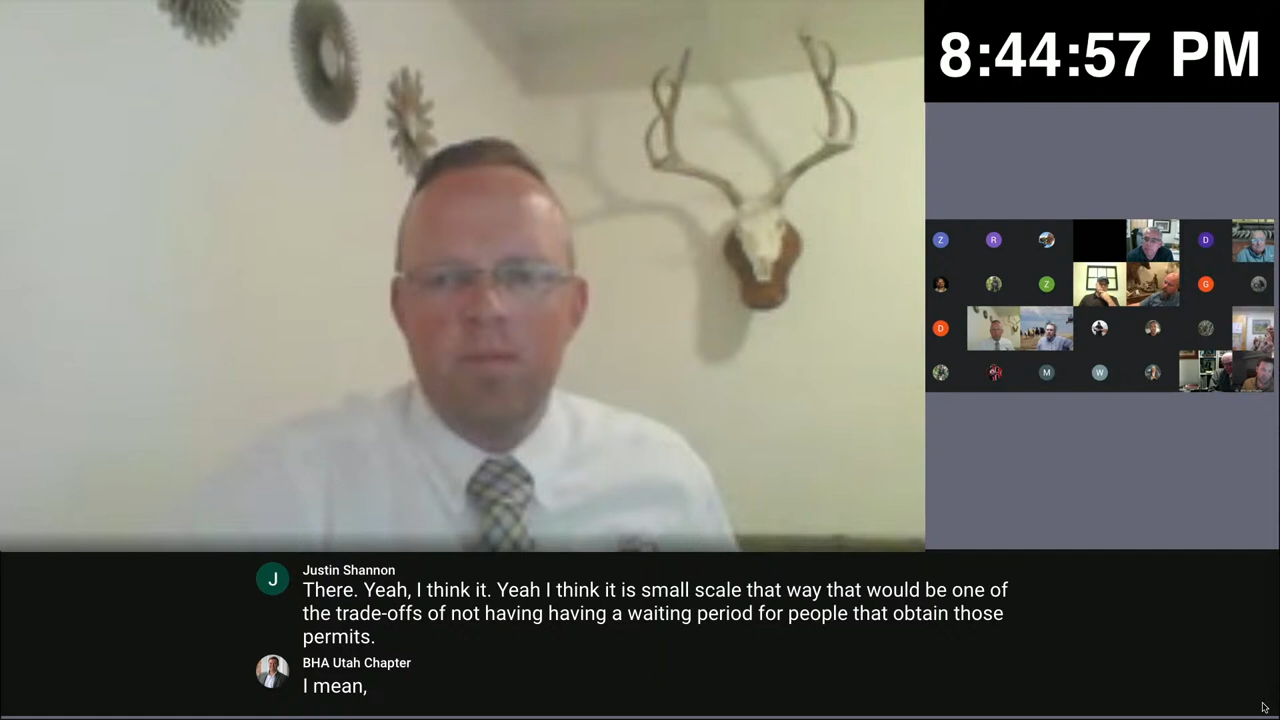 8:44:57 PM
Z
R
D
Z
G
D
M
W
J
Justin Shannon
There. Yeah, I think it. Yeah I think it is small scale that way that would be one of
the trade-offs of not having having a waiting period for people that obtain those
permits.
BHA Utah Chapter
I mean,